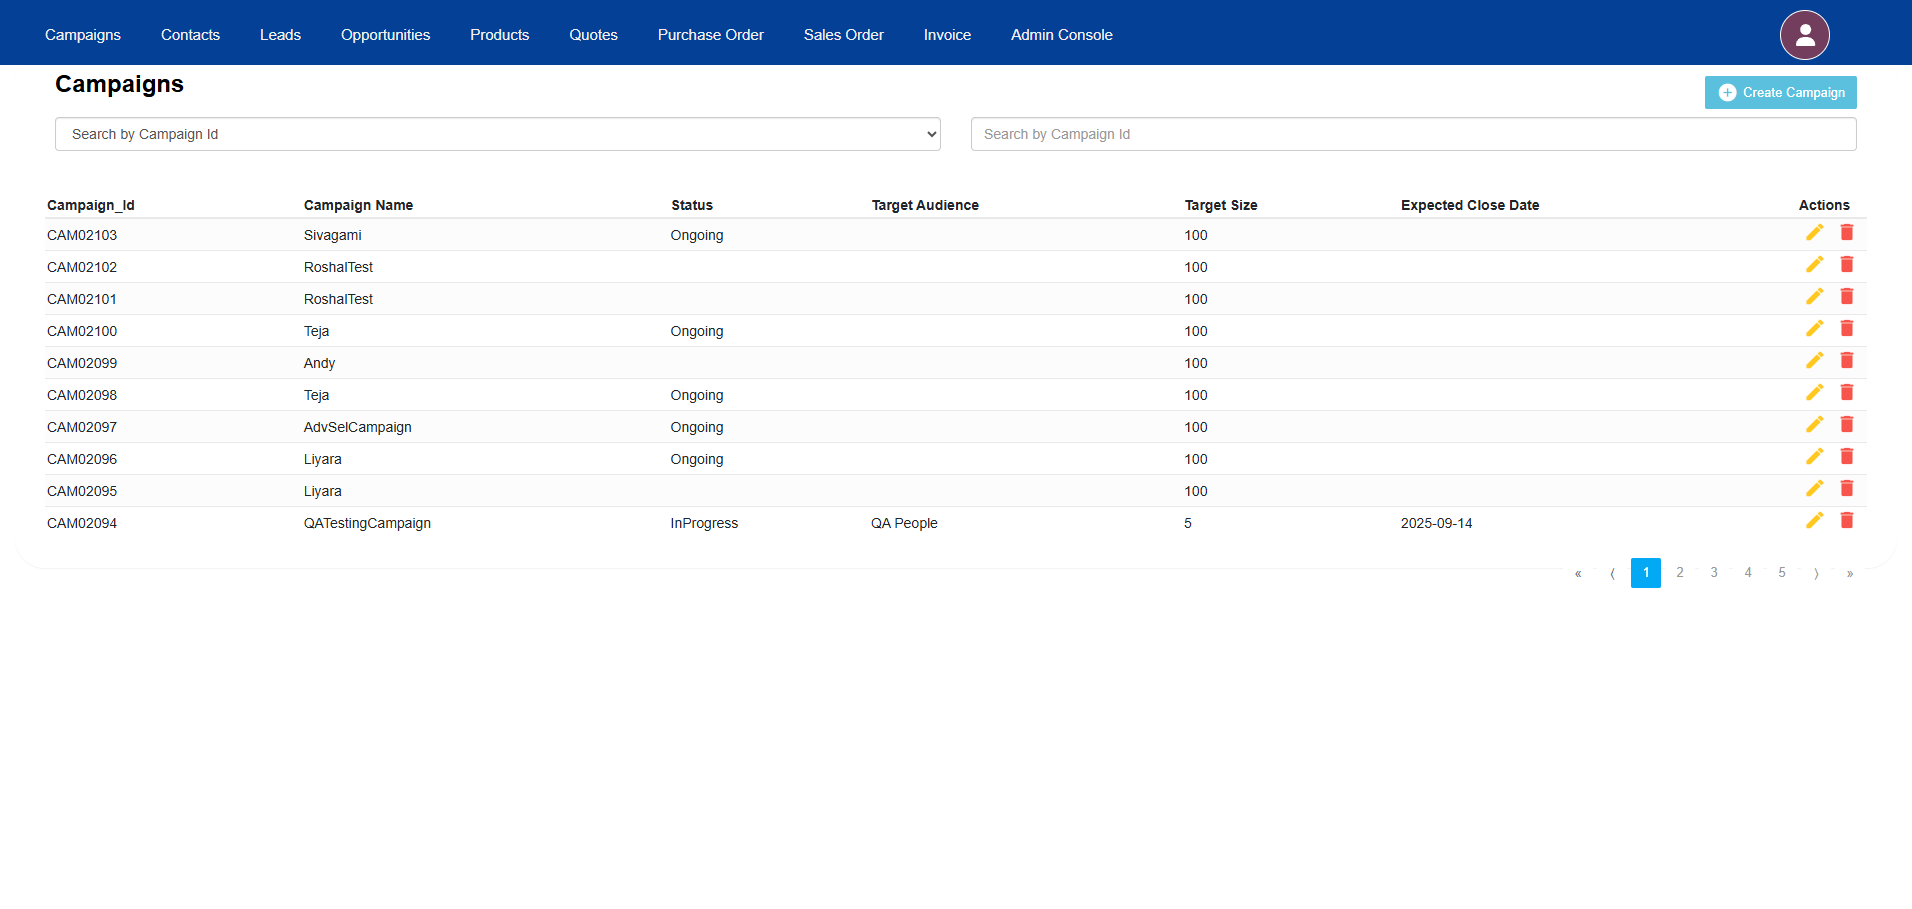 Campaigns Contacts Leads Opportunities Products Quotes Purchase Order Sales Order Invoice Admin Console
Campaigns
Create Campaign
Search by Campaign Id Search by Campaign Id
Campaign_Id Campaign Name Status Target Audience Target Size Expected Close Date Actions
CAM02103 Sivagami Ongoing 100
CAM02102 RoshalTest 100
CAM02101 RoshalTest 100
CAM02100 Teja Ongoing 100
CAM02099 Andy 100
CAM02098 Teja Ongoing 100
CAM02097 AdvSelCampaign Ongoing 100
CAM02096 Liyara Ongoing 100
CAM02095 Liyara 100
CAM02094 QATestingCampaign InProgress QA People 5 2025-09-14
« ⟨ 1 2 3 4 5 ⟩ »